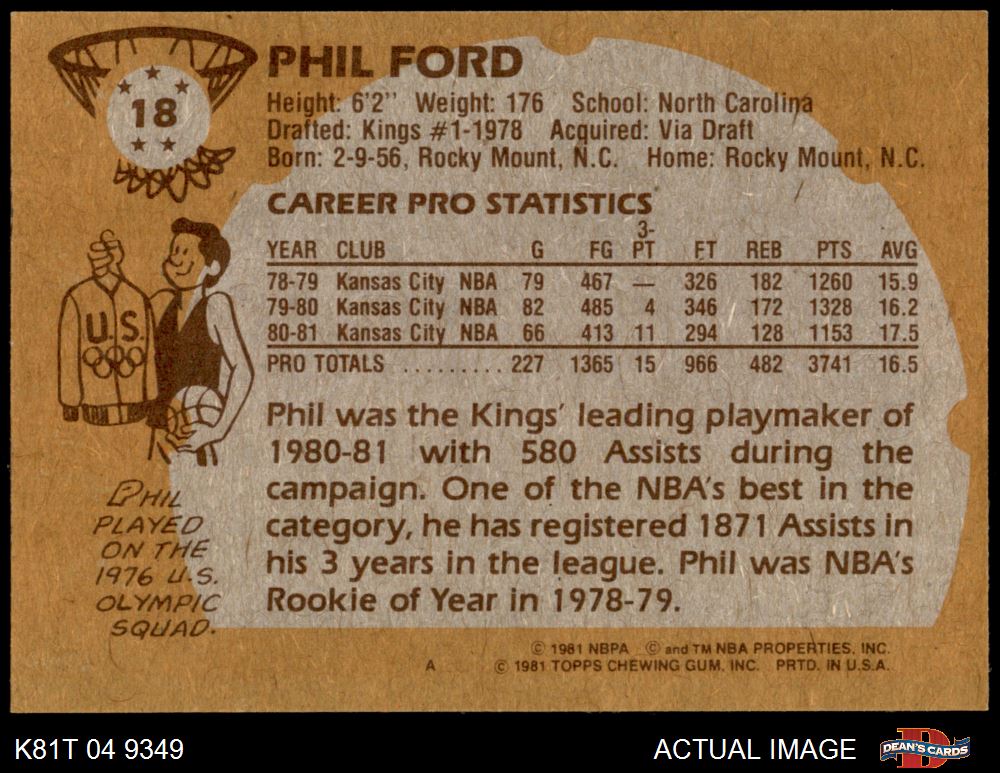 18
PHIL FORD
Height: 6'2" Weight: 176 School: North Carolina
Drafted: Kings #1-1978 Acquired: Via Draft
Born: 2-9-56, Rocky Mount, N.C. Home: Rocky Mount, N.C.
CAREER PRO STATISTICS
YEAR CLUB G FG 3-PT FT REB PTS AVG
78-79 Kansas City NBA 79 467 — 326 182 1260 15.9
79-80 Kansas City NBA 82 485 4 346 172 1328 16.2
80-81 Kansas City NBA 66 413 11 294 128 1153 17.5
PRO TOTALS ......... 227 1365 15 966 482 3741 16.5
U.S.
PHIL
PLAYED
ON THE
1976 U.S.
OLYMPIC
SQUAD.
Phil was the Kings' leading playmaker of
1980-81 with 580 Assists during the
campaign. One of the NBA's best in the
category, he has registered 1871 Assists in
his 3 years in the league. Phil was NBA's
Rookie of Year in 1978-79.
© 1981 NBPA © and TM NBA PROPERTIES, INC.
A © 1981 TOPPS CHEWING GUM, INC. PRTD. IN U.S.A.
K81T 04 9349 ACTUAL IMAGE DEAN'S CARDS